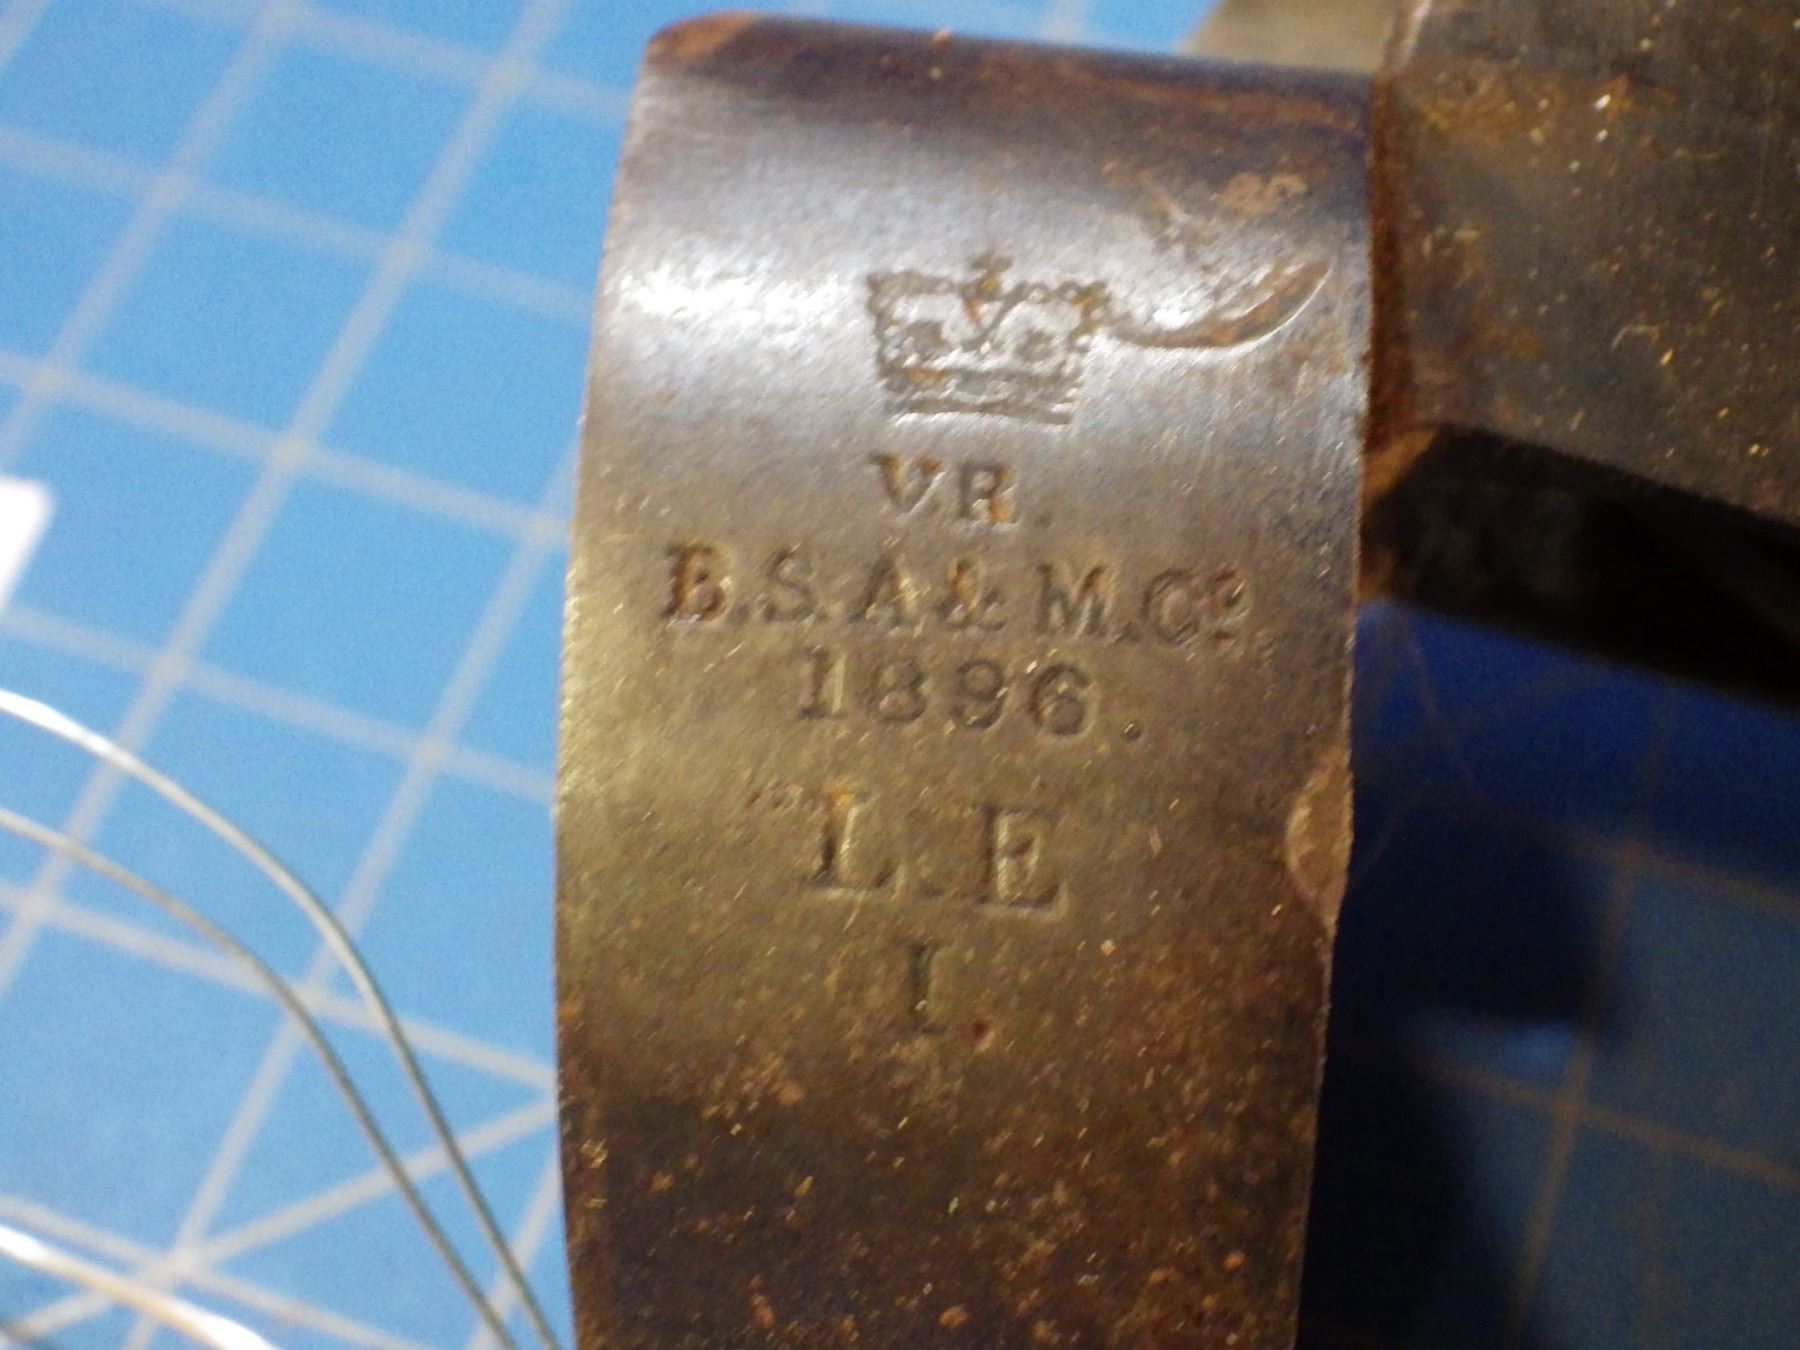 VR
B.S.A & M.Cº
1896.
L.E
I